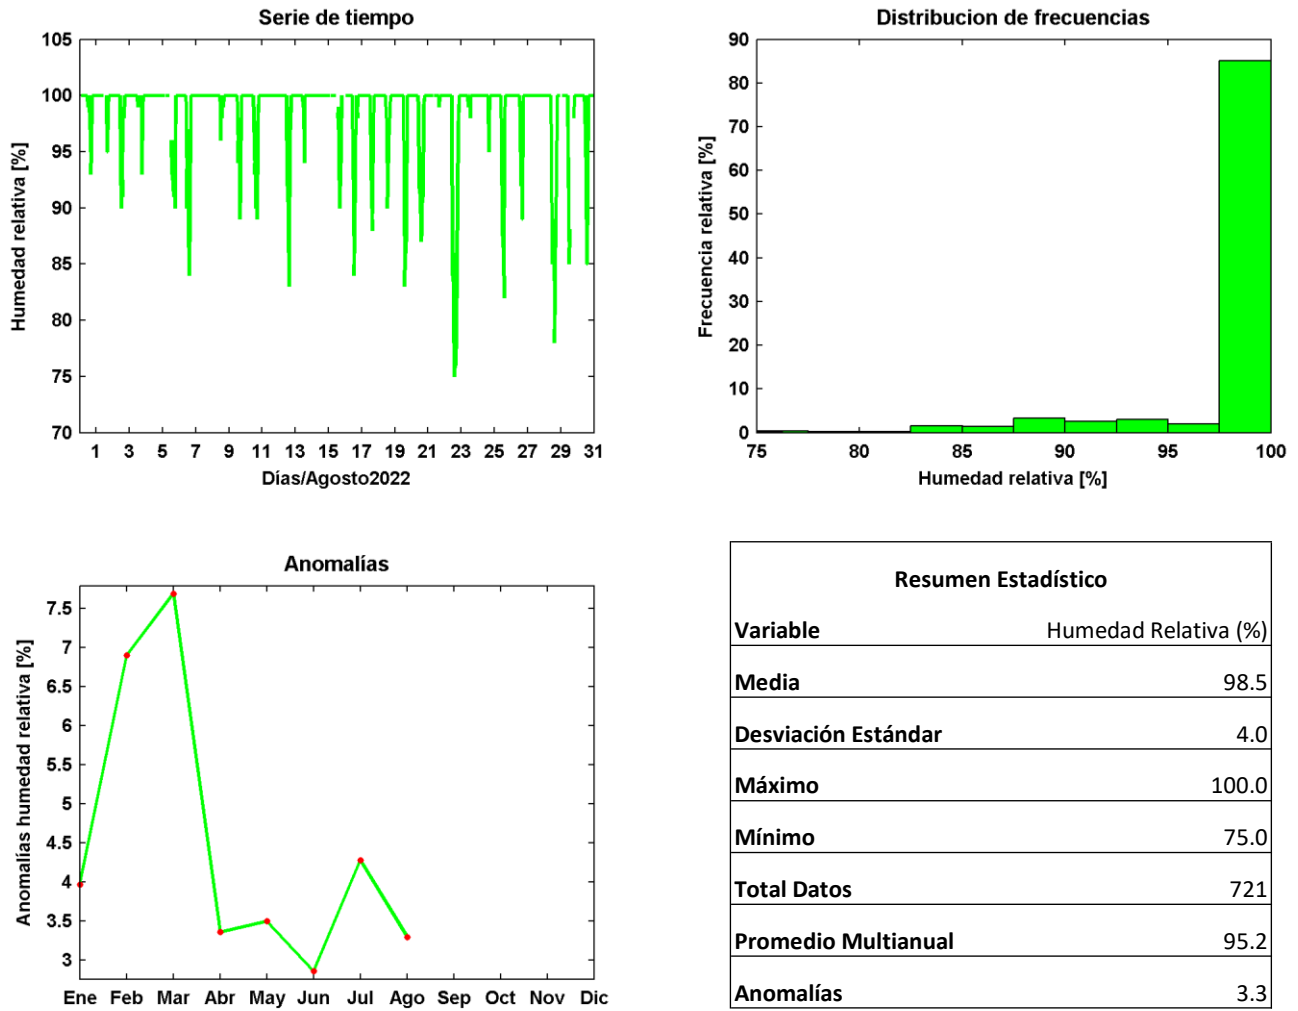 Serie de tiempo
105
100
95
90
85
80
75
70
Humedad relativa [%]
1 3 5 7 9 11 13 15 17 19 21 23 25 27 29 31
Días/Agosto2022
Distribucion de frecuencias
90
80
70
60
50
40
30
20
10
0
Frecuencia relativa [%]
75 80 85 90 95 100
Humedad relativa [%]
Anomalías
7.5
7
6.5
6
5.5
5
4.5
4
3.5
3
Anomalias humedad relativa [%]
Ene Feb Mar Abr May Jun Jul Ago Sep Oct Nov Dic
Resumen Estadístico
Variable Humedad Relativa (%)
Media 98.5
Desviación Estándar 4.0
Máximo 100.0
Mínimo 75.0
Total Datos 721
Promedio Multianual 95.2
Anomalías 3.3